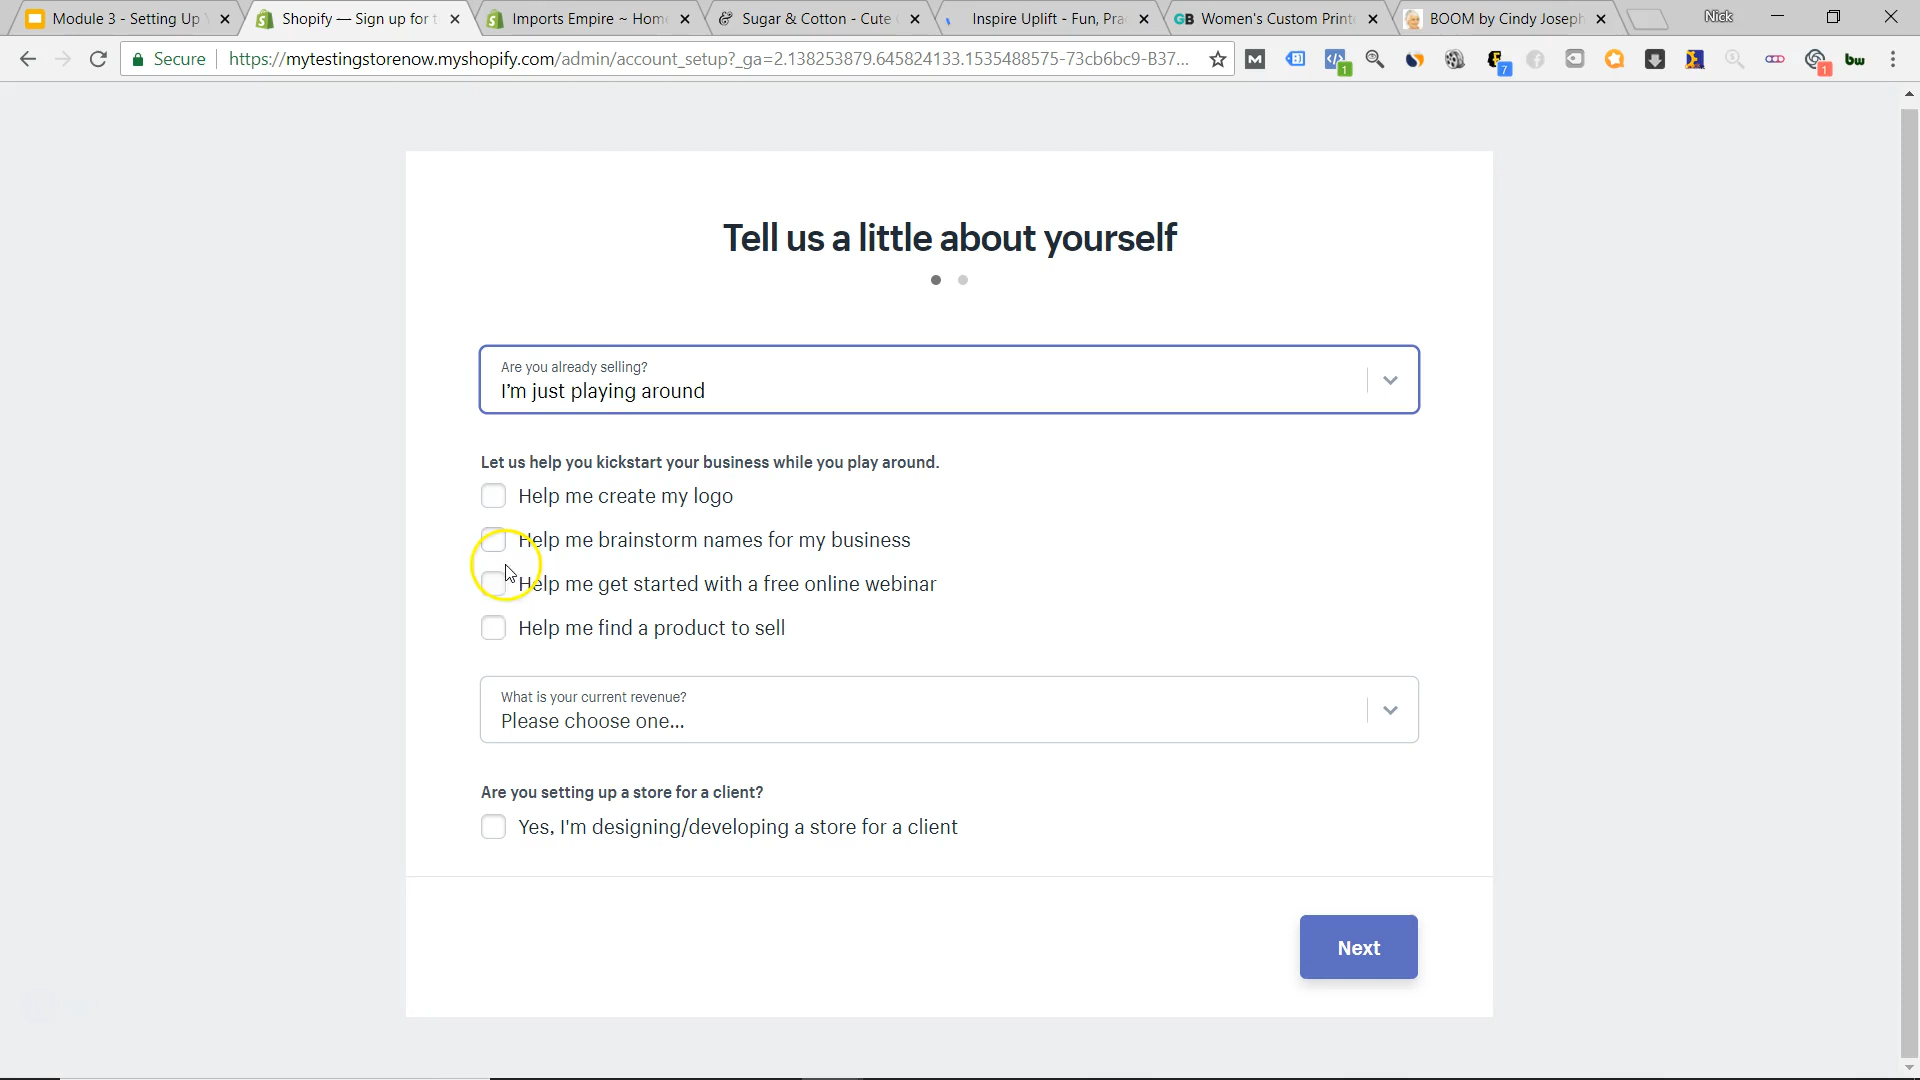 Module 3 - Setting Up
Shopify — Sign up for
Imports Empire ~ Hom
Sugar & Cotton - Cute
Inspire Uplift - Fun, Pra
GB Women's Custom Print
BOOM by Cindy Joseph
Nick
Secure
https://mytestingstorenow.myshopify.com/admin/account_setup?_ga=2.138253879.645824133.1535488575-73cb6bc9-B37...
M
1
7
1
bw
Tell us a little about yourself
Are you already selling?
I'm just playing around
Let us help you kickstart your business while you play around.
Help me create my logo
Help me brainstorm names for my business
Help me get started with a free online webinar
Help me find a product to sell
What is your current revenue?
Please choose one...
Are you setting up a store for a client?
Yes, I'm designing/developing a store for a client
Next